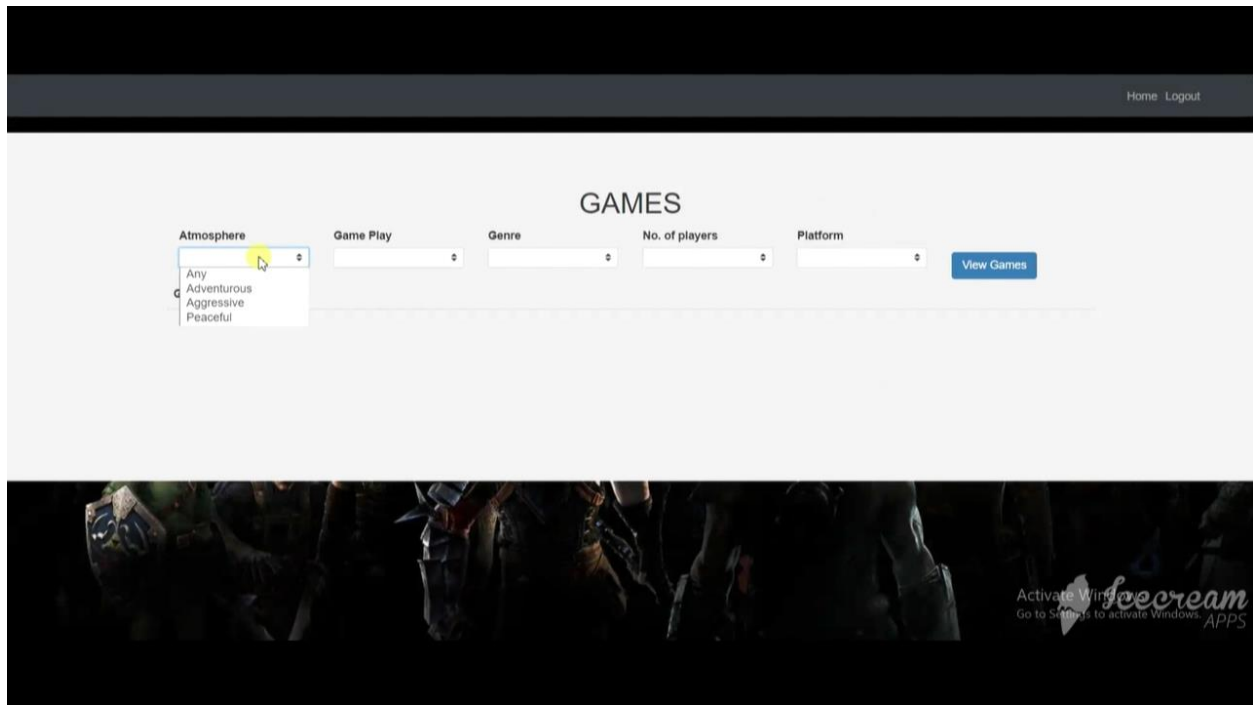 Home Logout
GAMES
Atmosphere Game Play Genre No. of players Platform
View Games
Any
Adventurous
Aggressive
Peaceful
G
Activate Windows
Go to Settings to activate Windows.
Icecream
APPS